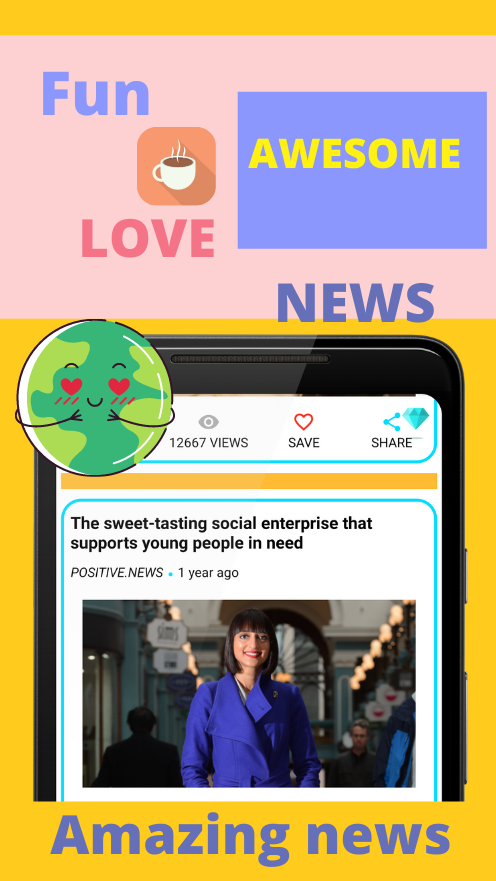 Fun
AWESOME
LOVE
NEWS
12667 VIEWS SAVE SHARE
The sweet-tasting social enterprise that
supports young people in need
POSITIVE.NEWS • 1 year ago
Amazing news